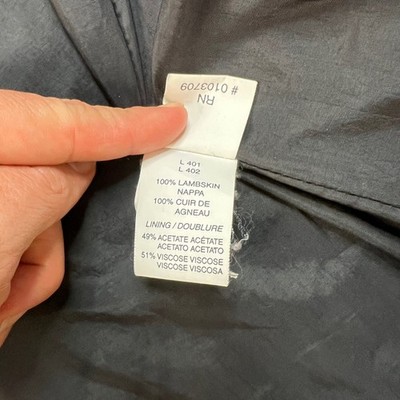 RN
# 0103709
L 401
L 402
100% LAMBSKIN
NAPPA
100% CUIR DE
AGNEAU
LINING / DOUBLURE
49% ACETATE ACÉTATE
ACETATO ACETATO
51% VISCOSE VISCOSE
VISCOSE VISCOSA